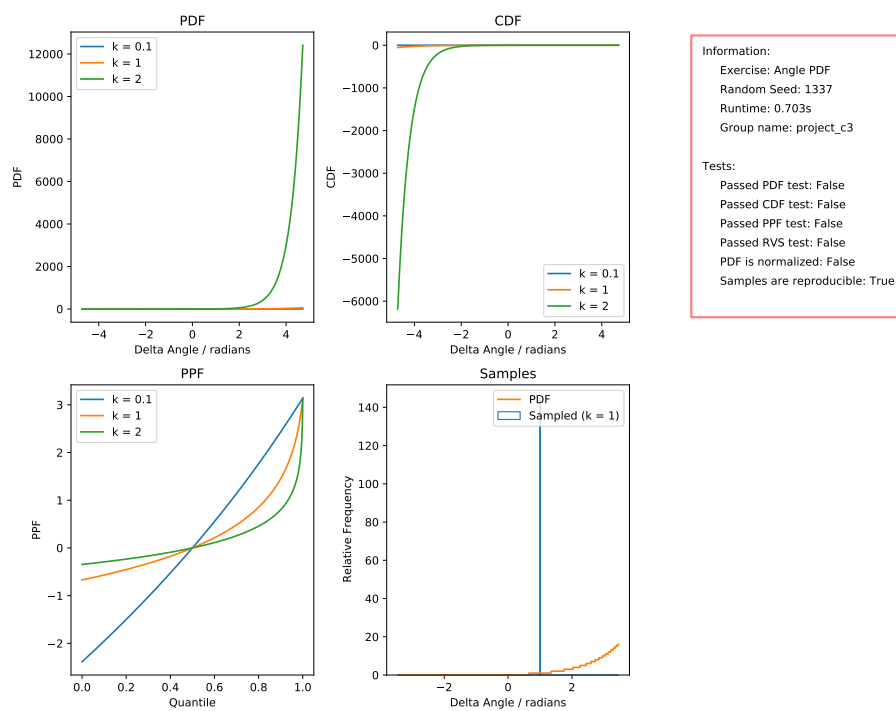 PDF
12000
10000
8000
6000
4000
2000
0
PDF
k = 0.1
k = 1
k = 2
−4 −2 0 2 4
Delta Angle / radians
CDF
0
−1000
−2000
−3000
−4000
−5000
−6000
CDF
k = 0.1
k = 1
k = 2
−4 −2 0 2 4
Delta Angle / radians
Information:
Exercise: Angle PDF
Random Seed: 1337
Runtime: 0.703s
Group name: project_c3
Tests:
Passed PDF test: False
Passed CDF test: False
Passed PPF test: False
Passed RVS test: False
PDF is normalized: False
Samples are reproducible: True
PPF
3
2
1
0
−1
−2
PPF
k = 0.1
k = 1
k = 2
0.0 0.2 0.4 0.6 0.8 1.0
Quantile
Samples
140
120
100
80
60
40
20
0
Relative Frequency
PDF
Sampled (k = 1)
−2 0 2
Delta Angle / radians